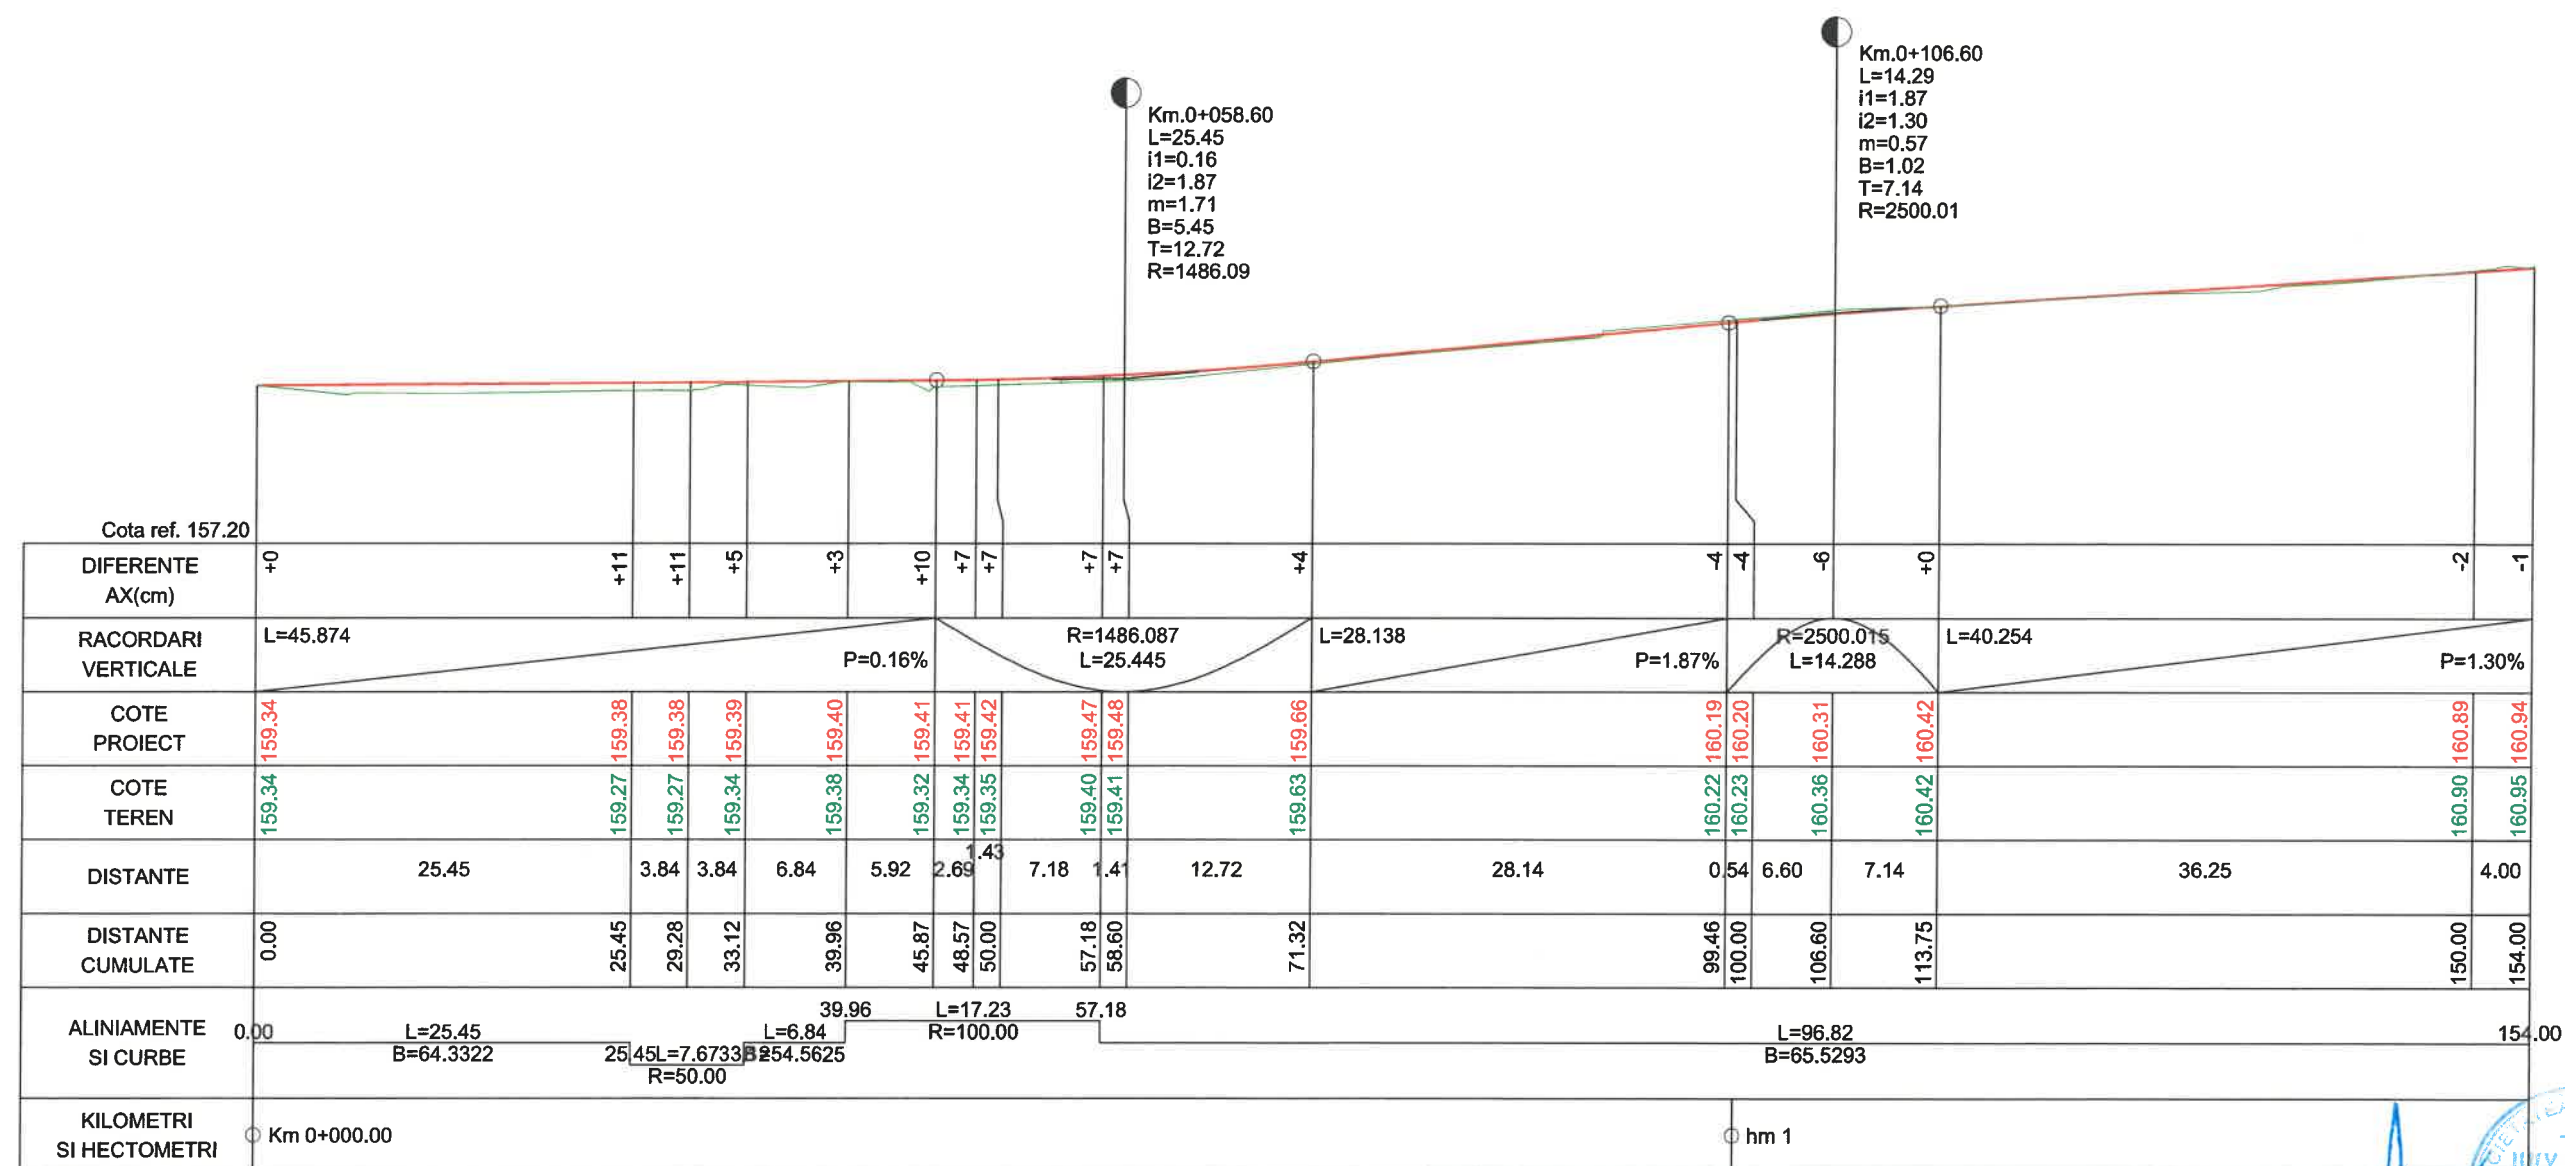 Km.0+106.60
L=14.29
i1=1.87
i2=1.30
m=0.57
B=1.02
T=7.14
R=2500.01
Km.0+058.60
L=25.45
i1=0.16
i2=1.87
m=1.71
B=5.45
T=12.72
R=1486.09
Cota ref. 157.20
DIFERENTE
AX(cm)
+0 +11 +11 +5 +3 +10 +7 +7 +7 +7 +4 -4 -4 -6 +0 -2 -1
RACORDARI
VERTICALE
L=45.874
P=0.16%
R=1486.087
L=25.445
L=28.138
P=1.87%
R=2500.015
L=14.288
L=40.254
P=1.30%
COTE
PROIECT
159.34 159.38 159.38 159.39 159.40 159.41 159.41 159.42 159.47 159.48 159.66 160.19 160.20 160.31 160.42 160.89 160.94
COTE
TEREN
159.34 159.27 159.27 159.34 159.38 159.32 159.34 159.35 159.40 159.41 159.63 160.22 160.23 160.36 160.42 160.90 160.95
DISTANTE
25.45 3.84 3.84 6.84 5.92 2.69 1.43 7.18 1.41 12.72 28.14 0.54 6.60 7.14 36.25 4.00
DISTANTE
CUMULATE
0.00 25.45 29.28 33.12 39.96 45.87 48.57 50.00 57.18 58.60 71.32 99.46 100.00 106.60 113.75 150.00 154.00
ALINIAMENTE
SI CURBE
0.00
L=25.45
B=64.3322
25.45
L=7.6733
R=50.00
L=6.84
B=254.5625
39.96
L=17.23
R=100.00
57.18
L=96.82
B=65.5293
154.00
KILOMETRI
SI HECTOMETRI
Km 0+000.00
hm 1